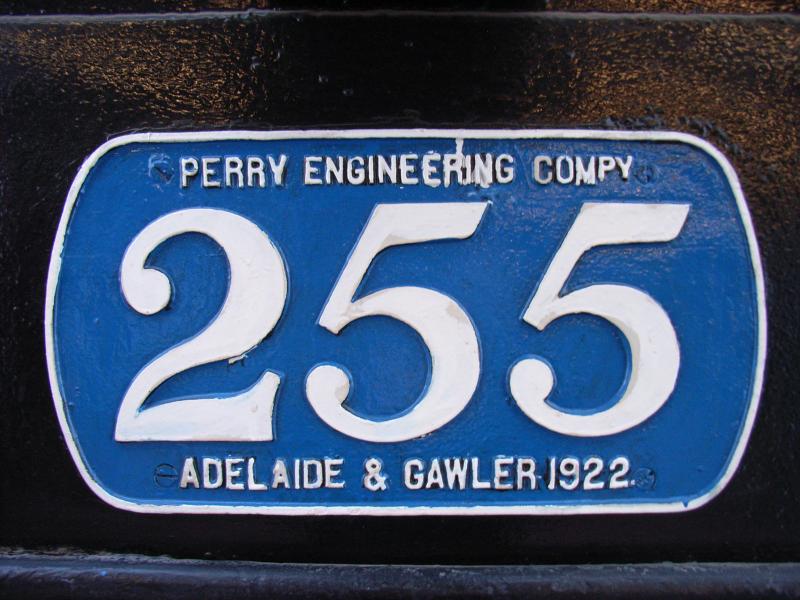 PERRY ENGINEERING COMPY
255
ADELAIDE & GAWLER 1922.